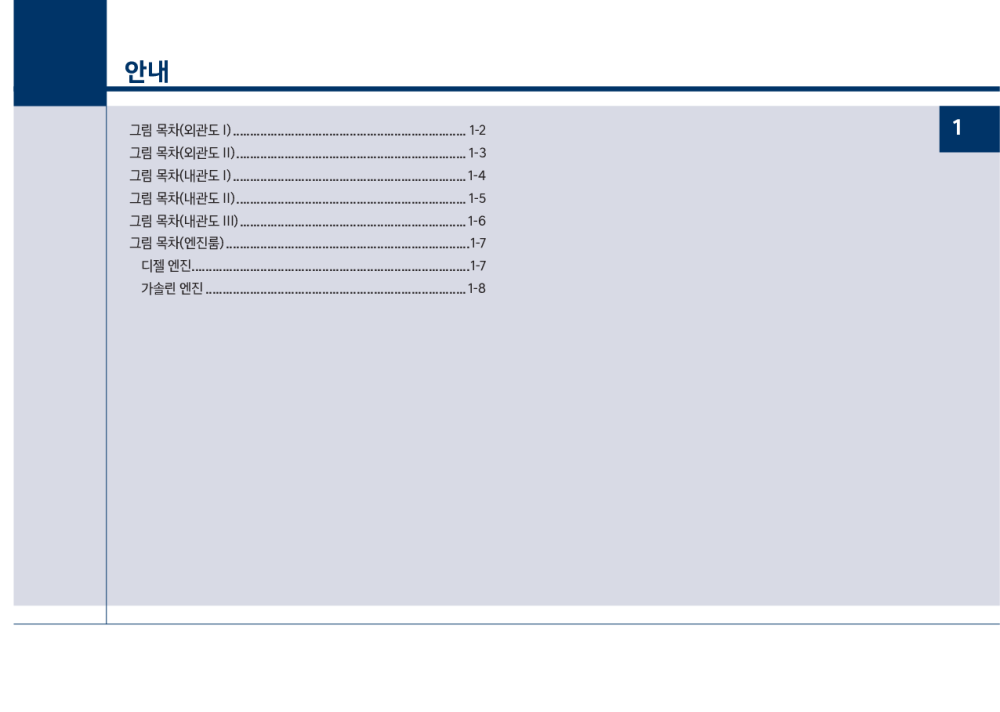 안내
그림 목차(외관도 I)................................................................... 1-2
그림 목차(외관도 II).................................................................. 1-3
그림 목차(내관도 I)................................................................... 1-4
그림 목차(내관도 II).................................................................. 1-5
그림 목차(내관도 III)................................................................. 1-6
그림 목차(엔진룸)......................................................................1-7
디젤 엔진................................................................................1-7
가솔린 엔진........................................................................... 1-8
1